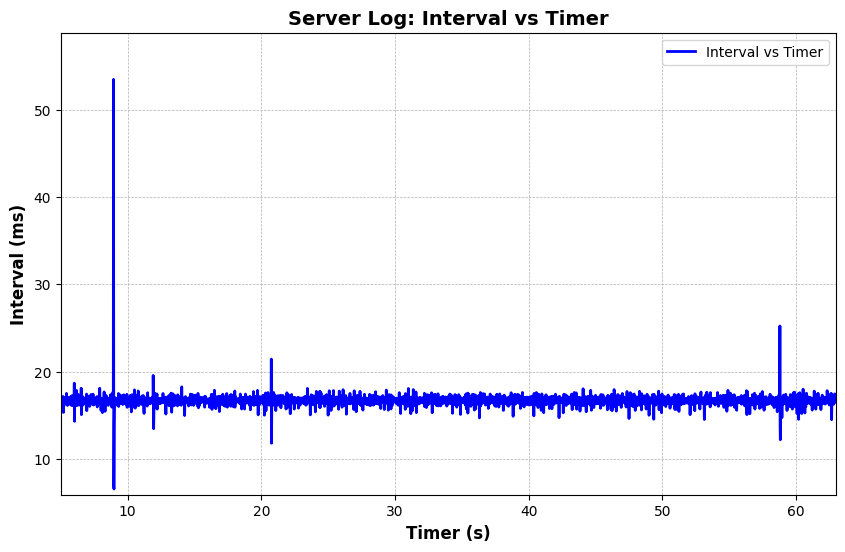 Server Log: Interval vs Timer
Interval vs Timer
50
40
30
20
10
Interval (ms)
10 20 30 40 50 60
Timer (s)